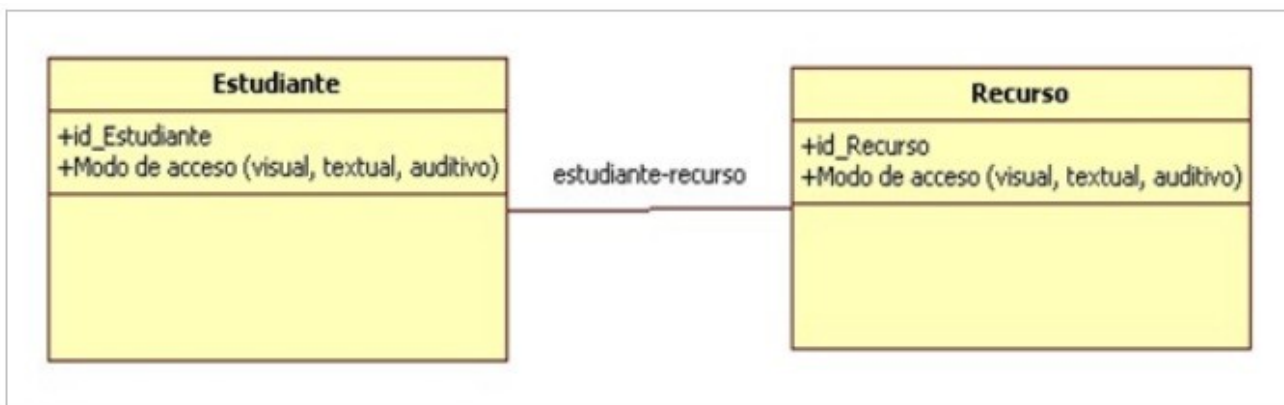 Estudiante
+id_Estudiante
+Modo de acceso (visual, textual, auditivo)
estudiante-recurso
Recurso
+id_Recurso
+Modo de acceso (visual, textual, auditivo)